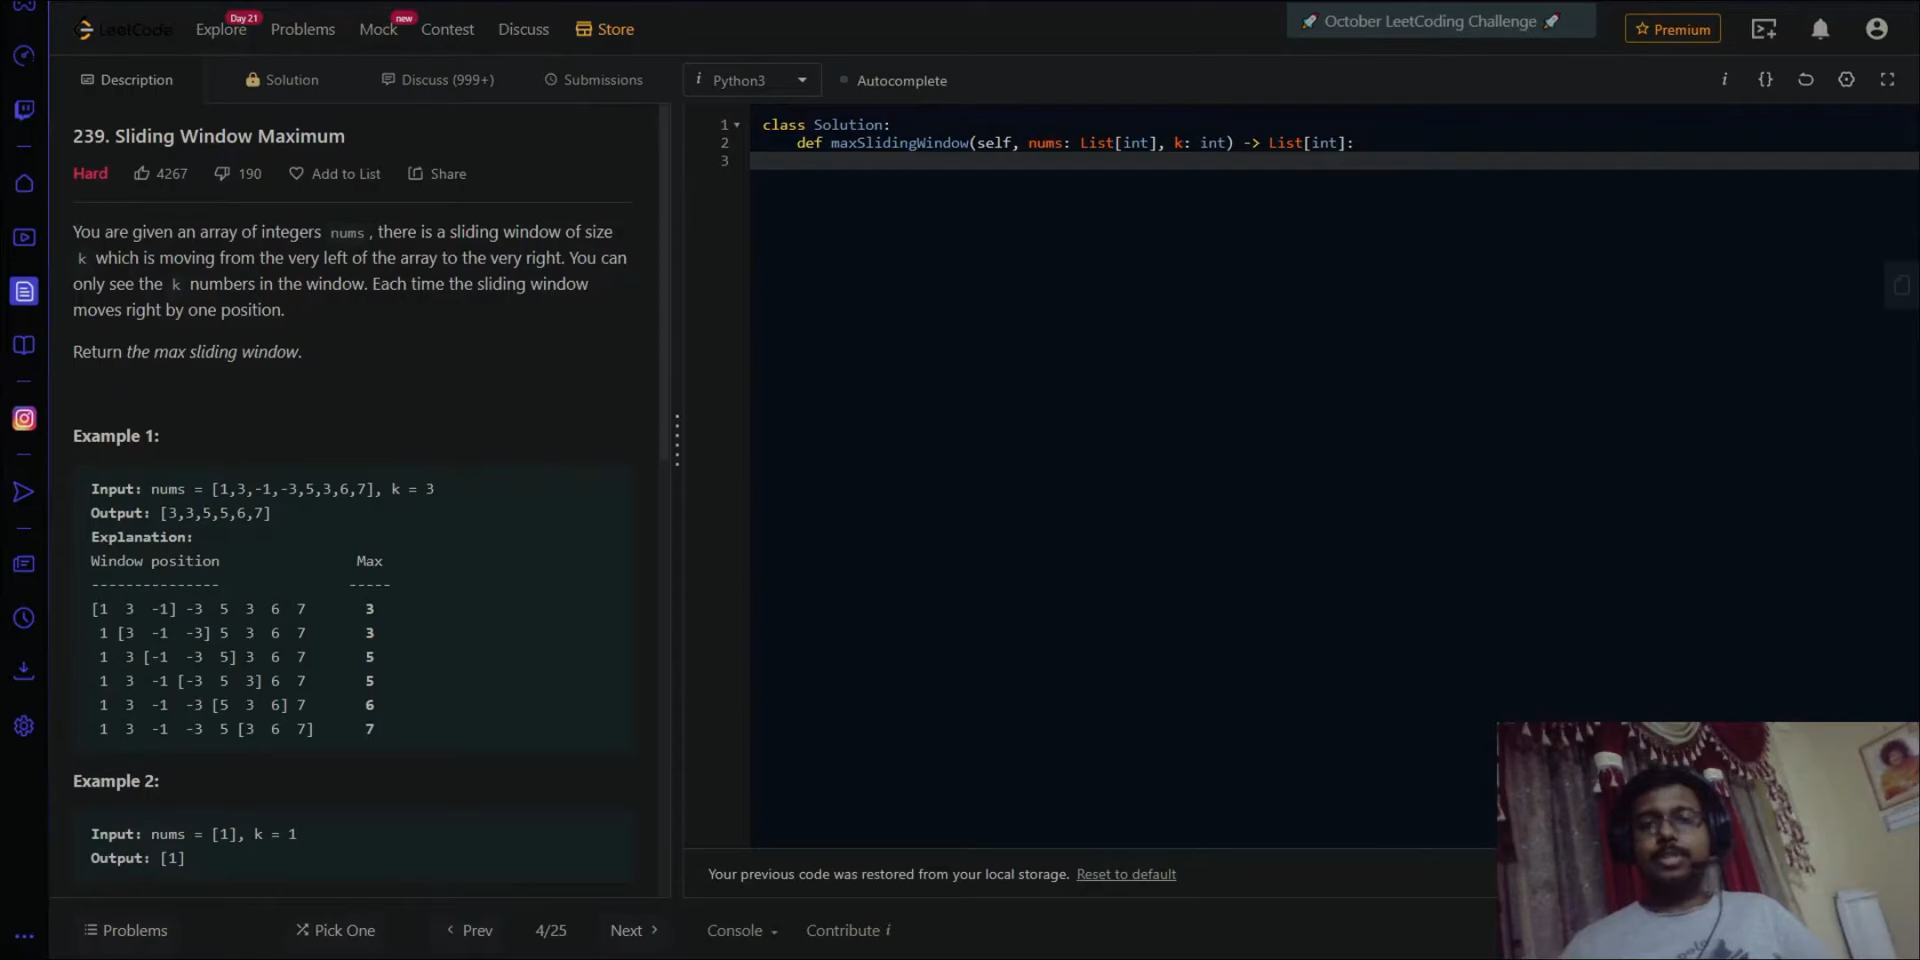 LeetCode
Explore
Day 21
Problems
Mock
new
Contest
Discuss
Store
🚀 October LeetCoding Challenge 🚀
Premium
Description
Solution
Discuss (999+)
Submissions
i Python3
Autocomplete
i {}
239. Sliding Window Maximum
Hard 4267 190 Add to List Share
You are given an array of integers nums, there is a sliding window of size
k which is moving from the very left of the array to the very right. You can
only see the k numbers in the window. Each time the sliding window
moves right by one position.
Return the max sliding window.
Example 1:
Input: nums = [1,3,-1,-3,5,3,6,7], k = 3
Output: [3,3,5,5,6,7]
Explanation:
Window position Max
--------------- -----
[1 3 -1] -3 5 3 6 7 3
1 [3 -1 -3] 5 3 6 7 3
1 3 [-1 -3 5] 3 6 7 5
1 3 -1 [-3 5 3] 6 7 5
1 3 -1 -3 [5 3 6] 7 6
1 3 -1 -3 5 [3 6 7] 7
Example 2:
Input: nums = [1], k = 1
Output: [1]
1 class Solution:
2 def maxSlidingWindow(self, nums: List[int], k: int) -> List[int]:
3
Your previous code was restored from your local storage. Reset to default
Problems
Pick One
< Prev
4/25
Next >
Console
Contribute i